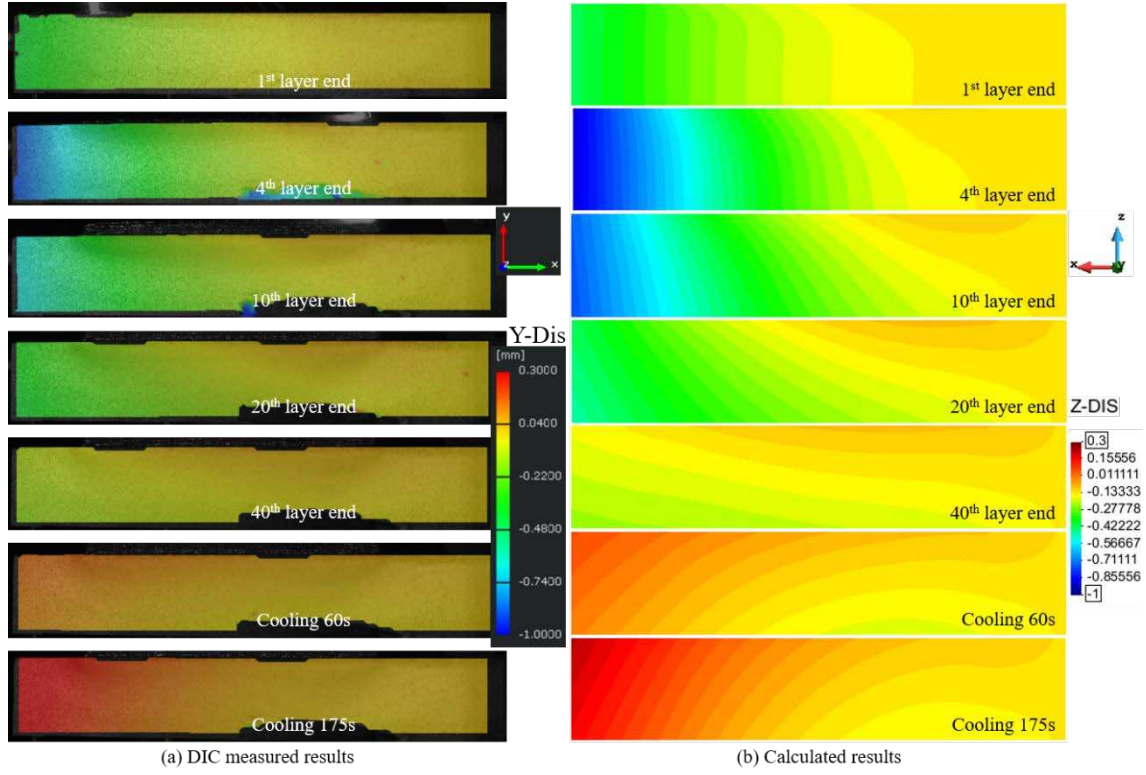 1st layer end
4th layer end
10th layer end
20th layer end
40th layer end
Cooling 60s
Cooling 175s
y
z
x
Y-Dis
[mm]
0.3000
0.0400
-0.2200
-0.4800
-0.7400
-1.0000
(a) DIC measured results
1st layer end
4th layer end
10th layer end
20th layer end
40th layer end
Cooling 60s
Cooling 175s
z
x
y
Z-DIS
0.3
0.15556
0.011111
-0.13333
-0.27778
-0.42222
-0.56667
-0.71111
-0.85556
-1
(b) Calculated results